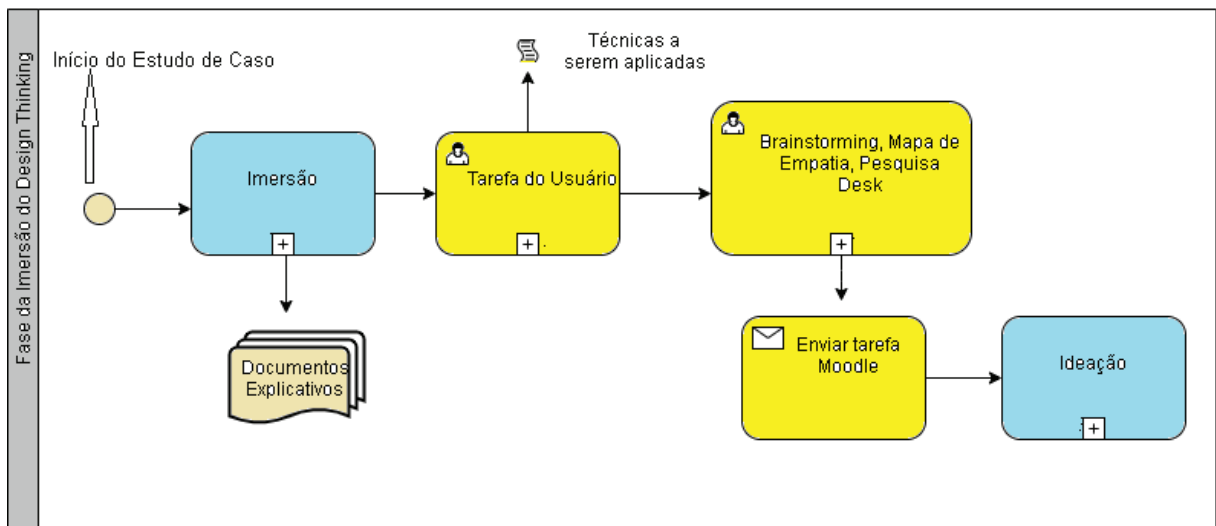 Fase da Imersão do Design Thinking
Início do Estudo de Caso
Imersão
Documentos
Explicativos
Tarefa do Usuário
Técnicas a
serem aplicadas
Brainstorming, Mapa de
Empatia, Pesquisa
Desk
Enviar tarefa
Moodle
Ideação